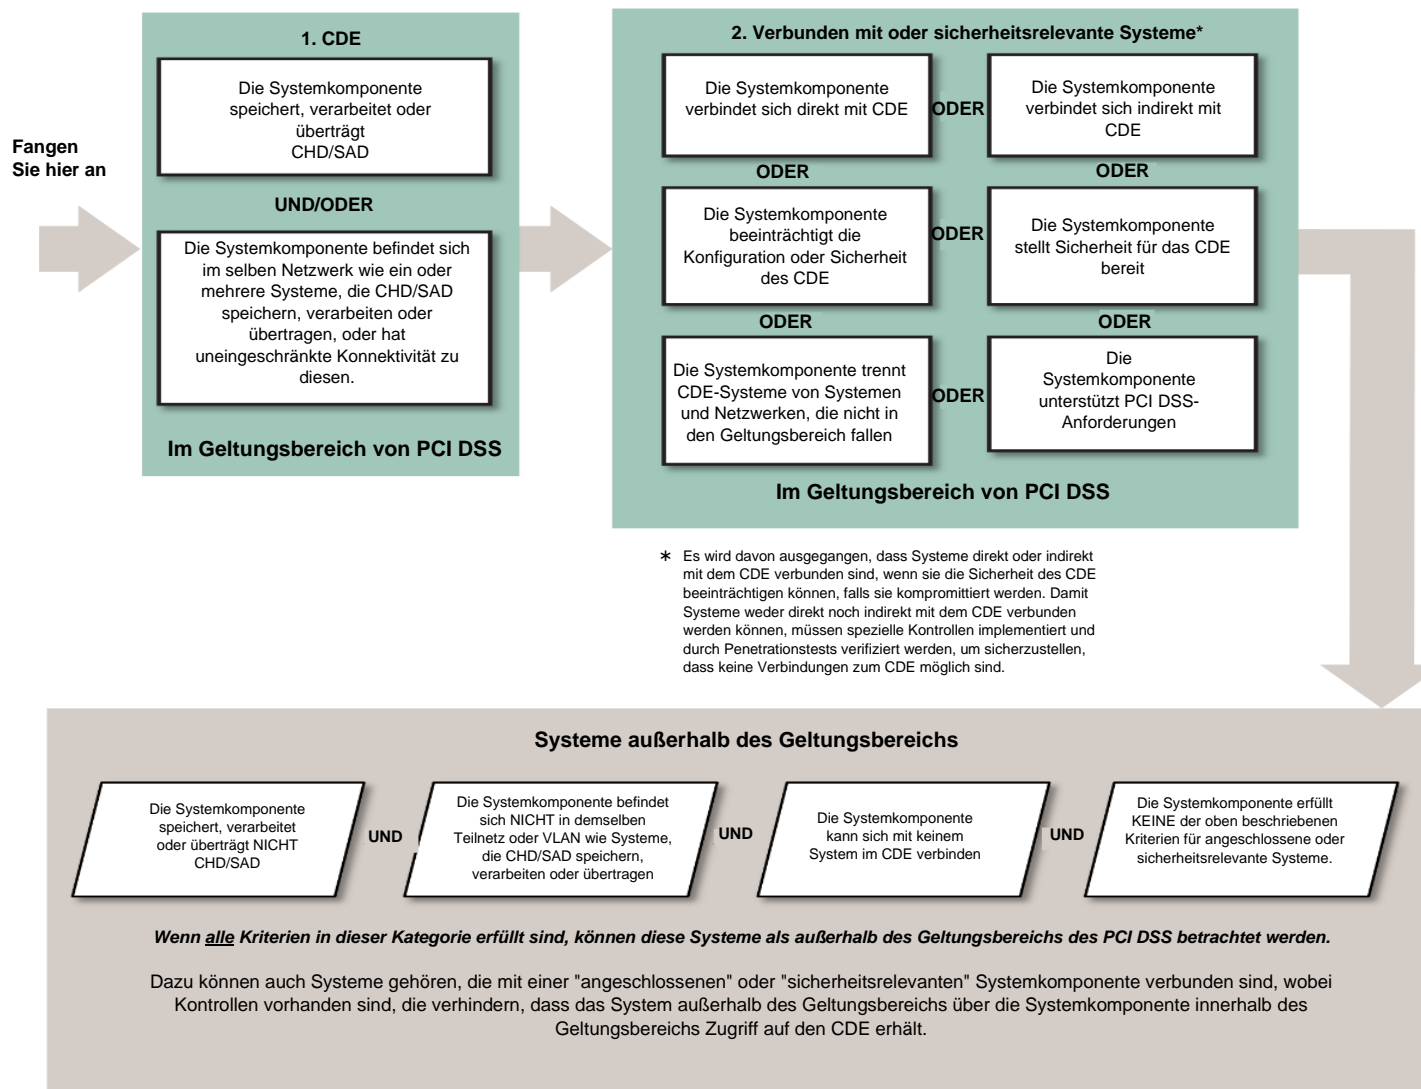 Fangen
Sie hier an
1. CDE
Die Systemkomponente
speichert, verarbeitet oder
überträgt
CHD/SAD
UND/ODER
Die Systemkomponente befindet sich
im selben Netzwerk wie ein oder
mehrere Systeme, die CHD/SAD
speichern, verarbeiten oder
übertragen, oder hat
uneingeschränkte Konnektivität zu
diesen.
Im Geltungsbereich von PCI DSS
2. Verbunden mit oder sicherheitsrelevante Systeme*
Die Systemkomponente
verbindet sich direkt mit CDE
ODER
Die Systemkomponente
verbindet sich indirekt mit
CDE
ODER
ODER
Die Systemkomponente
beeinträchtigt die
Konfiguration oder Sicherheit
des CDE
ODER
Die Systemkomponente
stellt Sicherheit für das CDE
bereit
ODER
ODER
Die Systemkomponente trennt
CDE-Systeme von Systemen
und Netzwerken, die nicht in
den Geltungsbereich fallen
ODER
Die
Systemkomponente
unterstützt PCI DSS-
Anforderungen
Im Geltungsbereich von PCI DSS
* Es wird davon ausgegangen, dass Systeme direkt oder indirekt
mit dem CDE verbunden sind, wenn sie die Sicherheit des CDE
beeinträchtigen können, falls sie kompromittiert werden. Damit
Systeme weder direkt noch indirekt mit dem CDE verbunden
werden können, müssen spezielle Kontrollen implementiert und
durch Penetrationstests verifiziert werden, um sicherzustellen,
dass keine Verbindungen zum CDE möglich sind.
Systeme außerhalb des Geltungsbereichs
Die Systemkomponente
speichert, verarbeitet
oder überträgt NICHT
CHD/SAD
UND
Die Systemkomponente befindet
sich NICHT in demselben
Teilnetz oder VLAN wie Systeme,
die CHD/SAD speichern,
verarbeiten oder übertragen
UND
Die Systemkomponente
kann sich mit keinem
System im CDE verbinden
UND
Die Systemkomponente erfüllt
KEINE der oben beschriebenen
Kriterien für angeschlossene oder
sicherheitsrelevante Systeme.
Wenn alle Kriterien in dieser Kategorie erfüllt sind, können diese Systeme als außerhalb des Geltungsbereichs des PCI DSS betrachtet werden.
Dazu können auch Systeme gehören, die mit einer "angeschlossenen" oder "sicherheitsrelevanten" Systemkomponente verbunden sind, wobei
Kontrollen vorhanden sind, die verhindern, dass das System außerhalb des Geltungsbereichs über die Systemkomponente innerhalb des
Geltungsbereichs Zugriff auf den CDE erhält.